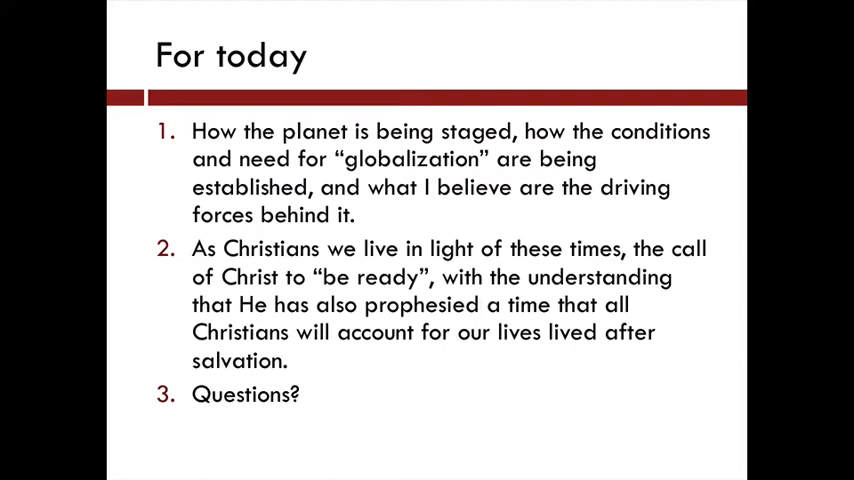 For today
1. How the planet is being staged, how the conditions
and need for “globalization” are being
established, and what I believe are the driving
forces behind it.
2. As Christians we live in light of these times, the call
of Christ to “be ready”, with the understanding
that He has also prophesied a time that all
Christians will account for our lives lived after
salvation.
3. Questions?